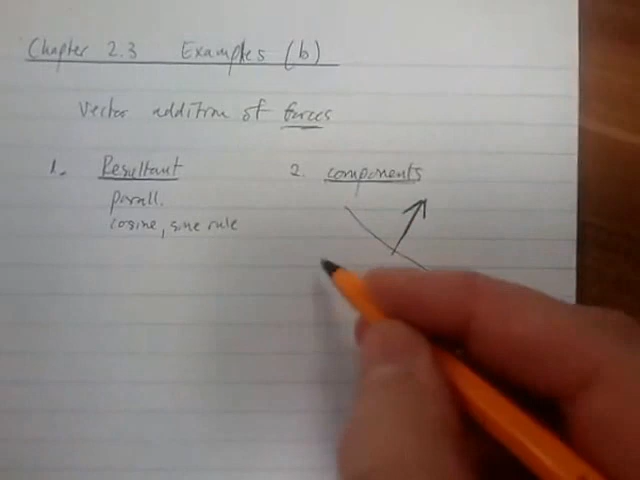 Chapter 2.3 Examples (b)
Vector addition of forces
1. Resultant
parall.
cosine, sine rule
2. components